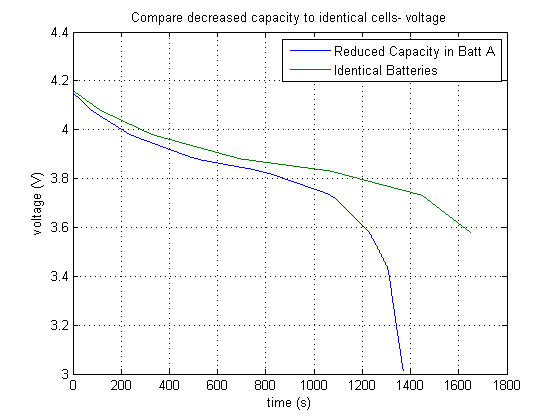 Compare decreased capacity to identical cells- voltage
4.4
4.2
4
3.8
3.6
3.4
3.2
3
voltage (V)
Reduced Capacity in Batt A
Identical Batteries
0 200 400 600 800 1000 1200 1400 1600 1800
time (s)